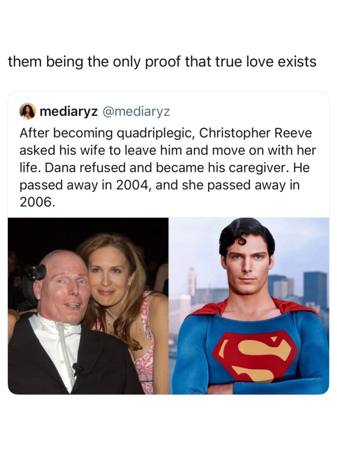 them being the only proof that true love exists
mediaryz @mediaryz
After becoming quadriplegic, Christopher Reeve
asked his wife to leave him and move on with her
life. Dana refused and became his caregiver. He
passed away in 2004, and she passed away in
2006.